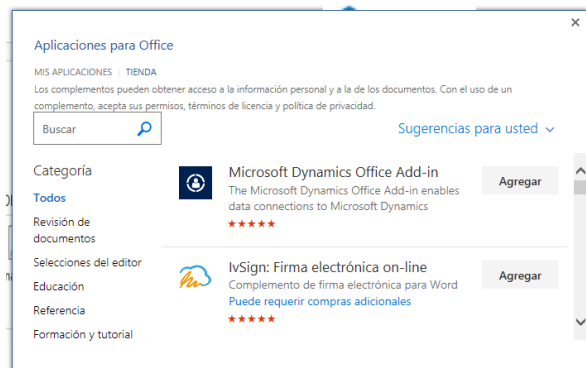 Aplicaciones para Office
MIS APLICACIONES | TIENDA
Los complementos pueden obtener acceso a la información personal y a la de los documentos. Con el uso de un
complemento, acepta sus permisos, términos de licencia y política de privacidad.
Buscar
Sugerencias para usted
Categoría
Todos
Revisión de
documentos
Selecciones del editor
Educación
Referencia
Formación y tutorial
Microsoft Dynamics Office Add-in
The Microsoft Dynamics Office Add-in enables
data connections to Microsoft Dynamics
Agregar
IvSign: Firma electrónica on-line
Complemento de firma electrónica para Word
Puede requerir compras adicionales
Agregar